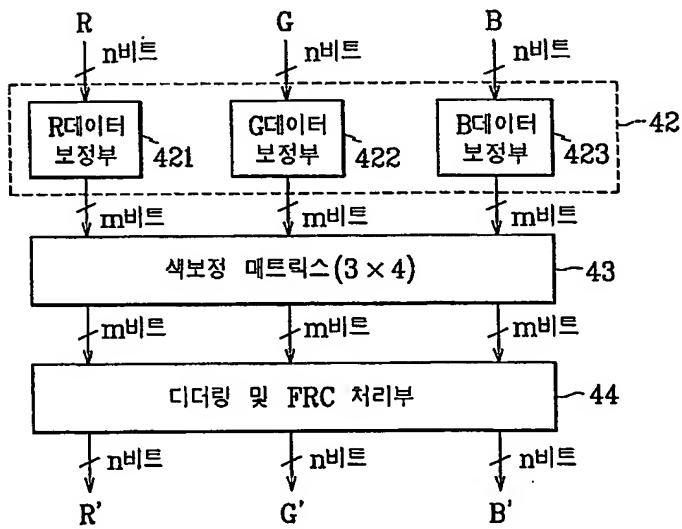 R G B
n비트 n비트 n비트
R데이터 보정부 G데이터 보정부 B데이터 보정부
421 422 423 42
m비트 m비트 m비트
색보정 매트릭스(3 × 4) 43
m비트 m비트 m비트
디더링 및 FRC 처리부 44
n비트 n비트 n비트
R' G' B'